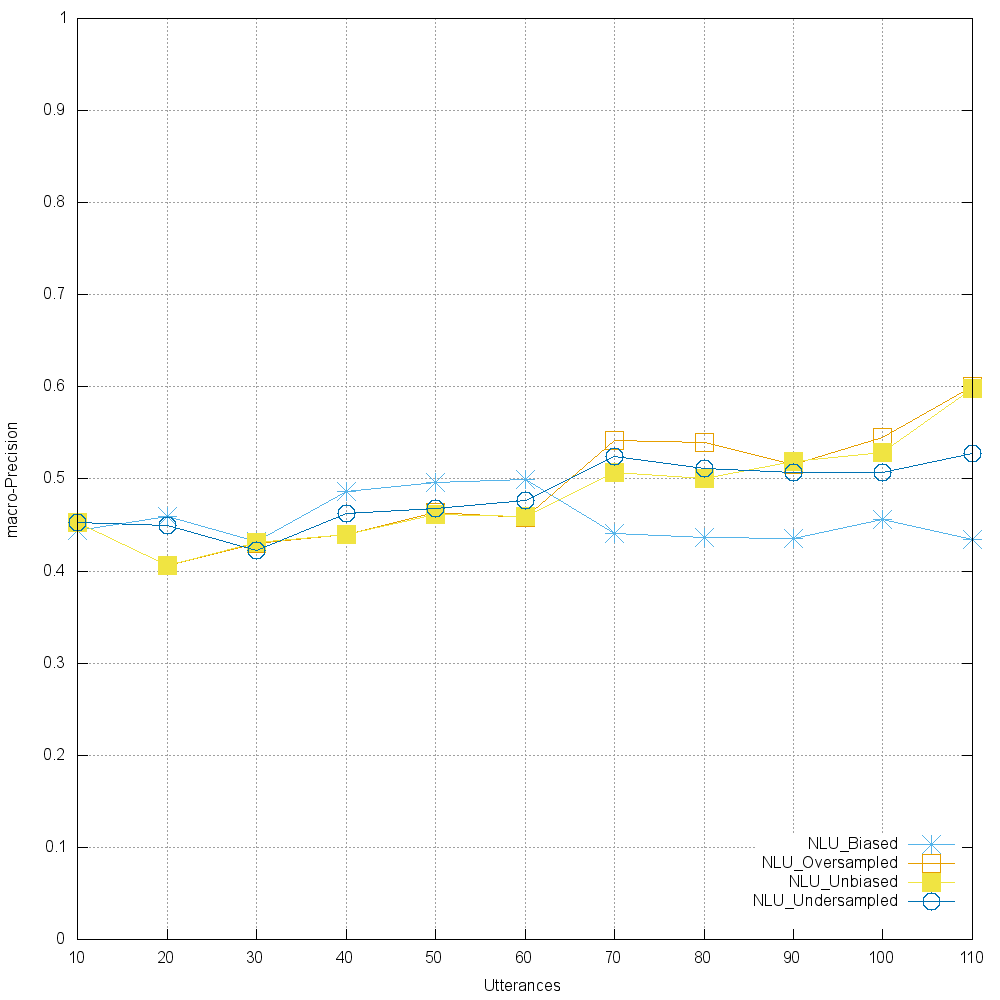 1
0.9
0.8
0.7
0.6
0.5
0.4
0.3
0.2
0.1
0
macro-Precision
NLU_Biased
NLU_Oversampled
NLU_Unbiased
NLU_Undersampled
10 20 30 40 50 60 70 80 90 100 110
Utterances